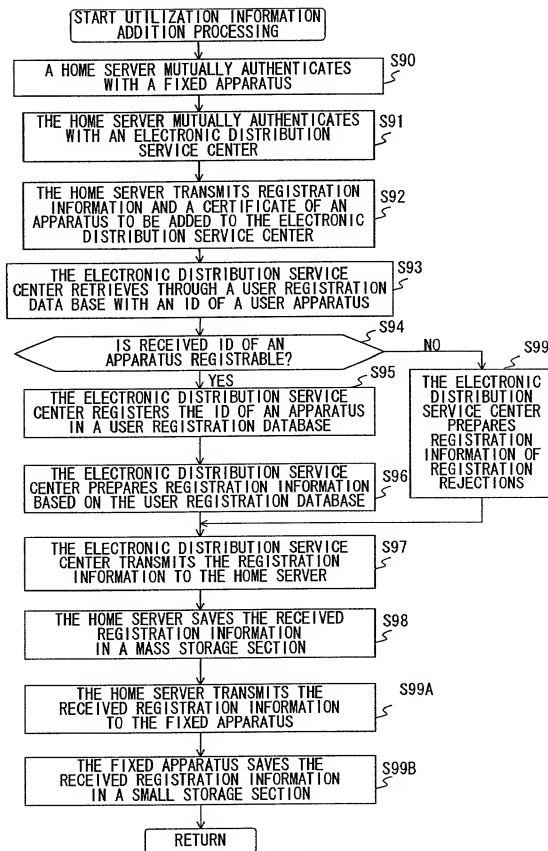 START UTILIZATION INFORMATION
ADDITION PROCESSING
S90
A HOME SERVER MUTUALLY AUTHENTICATES
WITH A FIXED APPARATUS
S91
THE HOME SERVER MUTUALLY AUTHENTICATES
WITH AN ELECTRONIC DISTRIBUTION
SERVICE CENTER
S92
THE HOME SERVER TRANSMITS REGISTRATION
INFORMATION AND A CERTIFICATE OF AN
APPARATUS TO BE ADDED TO THE ELECTRONIC
DISTRIBUTION SERVICE CENTER
S93
THE ELECTRONIC DISTRIBUTION SERVICE
CENTER RETRIEVES THROUGH A USER REGISTRATION
DATA BASE WITH AN ID OF A USER APPARATUS
S94
IS RECEIVED ID OF AN
APPARATUS REGISTRABLE?
NO
YES
S95
THE ELECTRONIC DISTRIBUTION SERVICE
CENTER REGISTERS THE ID OF AN APPARATUS
IN A USER REGISTRATION DATABASE
S99
THE ELECTRONIC
DISTRIBUTION
SERVICE CENTER
PREPARES
REGISTRATION
INFORMATION OF
REGISTRATION
REJECTIONS
THE ELECTRONIC DISTRIBUTION SERVICE
CENTER PREPARES REGISTRATION INFORMATION
BASED ON THE USER REGISTRATION DATABASE
S96
THE ELECTRONIC DISTRIBUTION SERVICE
CENTER TRANSMITS THE REGISTRATION
INFORMATION TO THE HOME SERVER
S97
THE HOME SERVER SAVES THE RECEIVED
REGISTRATION INFORMATION
IN A MASS STORAGE SECTION
S98
THE HOME SERVER TRANSMITS THE
RECEIVED REGISTRATION INFORMATION
TO THE FIXED APPARATUS
S99A
THE FIXED APPARATUS SAVES THE
RECEIVED REGISTRATION INFORMATION
IN A SMALL STORAGE SECTION
S99B
RETURN